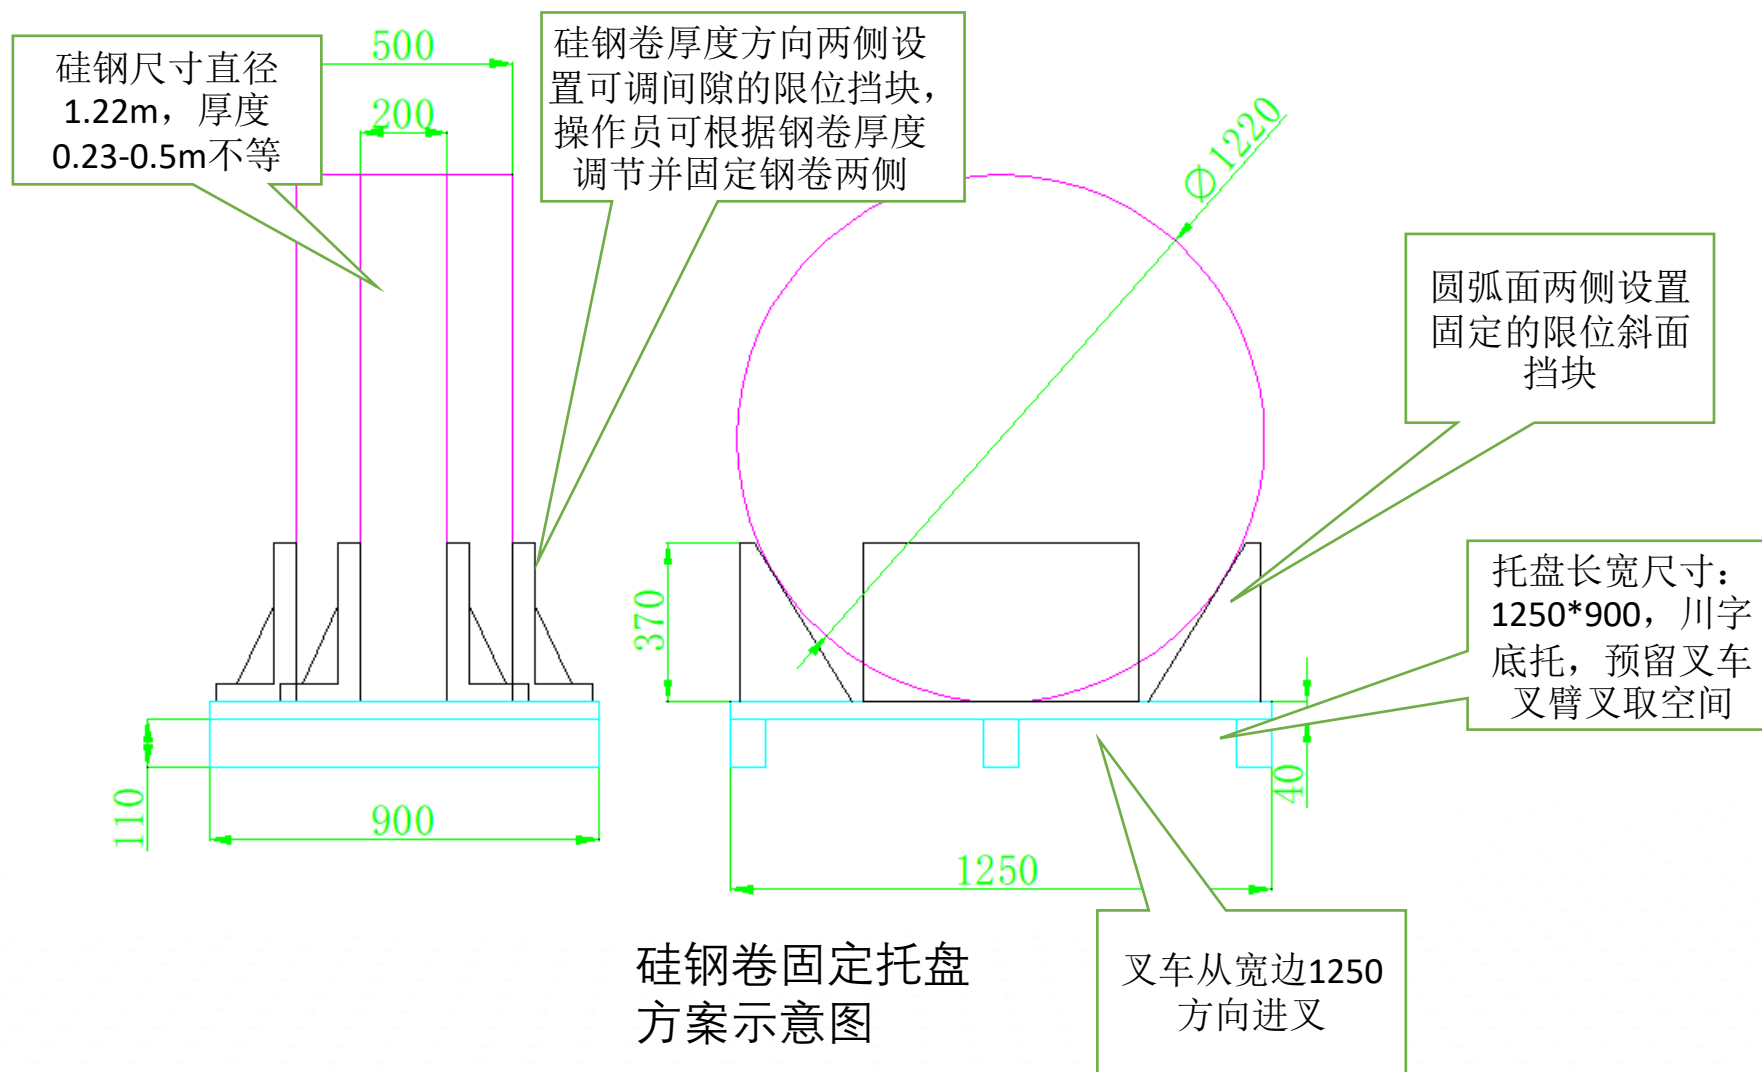 硅钢尺寸直径
1.22m，厚度
0.23-0.5m不等
500
200
硅钢卷厚度方向两侧设
置可调间隙的限位挡块，
操作员可根据钢卷厚度
调节并固定钢卷两侧
∅1220
圆弧面两侧设置
固定的限位斜面
挡块
370
托盘长宽尺寸：
1250*900，川字
底托，预留叉车
叉臂叉取空间
110
900
40
1250
硅钢卷固定托盘
方案示意图
叉车从宽边1250
方向进叉